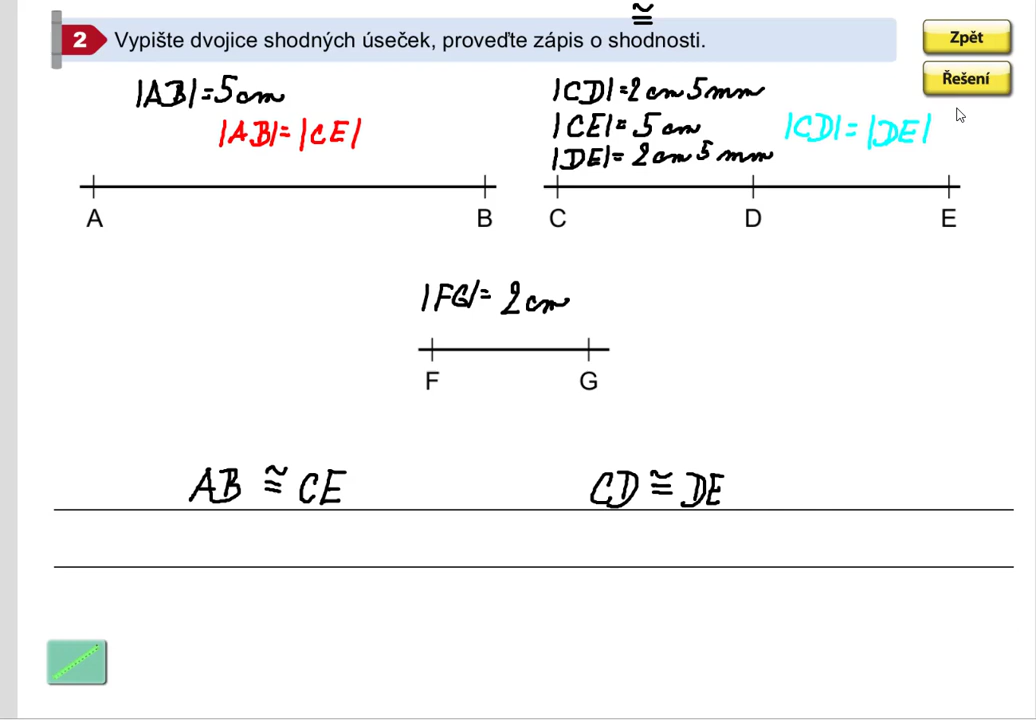 ≅
2 Vypište dvojice shodných úseček, proveďte zápis o shodnosti.
Zpět
Řešení
|AB| = 5 cm
|AB| = |CE|
|CD| = 2 cm 5 mm
|CE| = 5 cm
|DE| = 2 cm 5 mm
|CD| = |DE|
A B C D E
|FG| = 2 cm
F G
AB ≅ CE CD ≅ DE